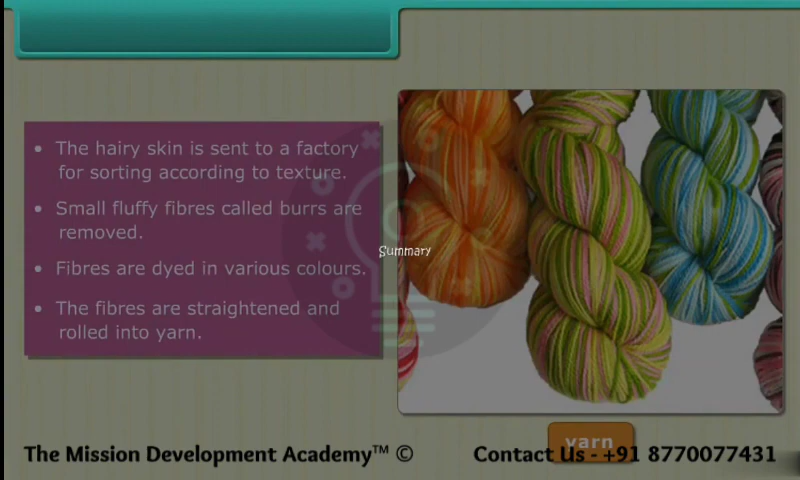 • The hairy skin is sent to a factory
for sorting according to texture.
• Small fluffy fibres called burrs are
removed.
• Fibres are dyed in various colours.
• The fibres are straightened and
rolled into yarn.
Summary
yarn
The Mission Development Academy™ ©
Contact Us - +91 8770077431